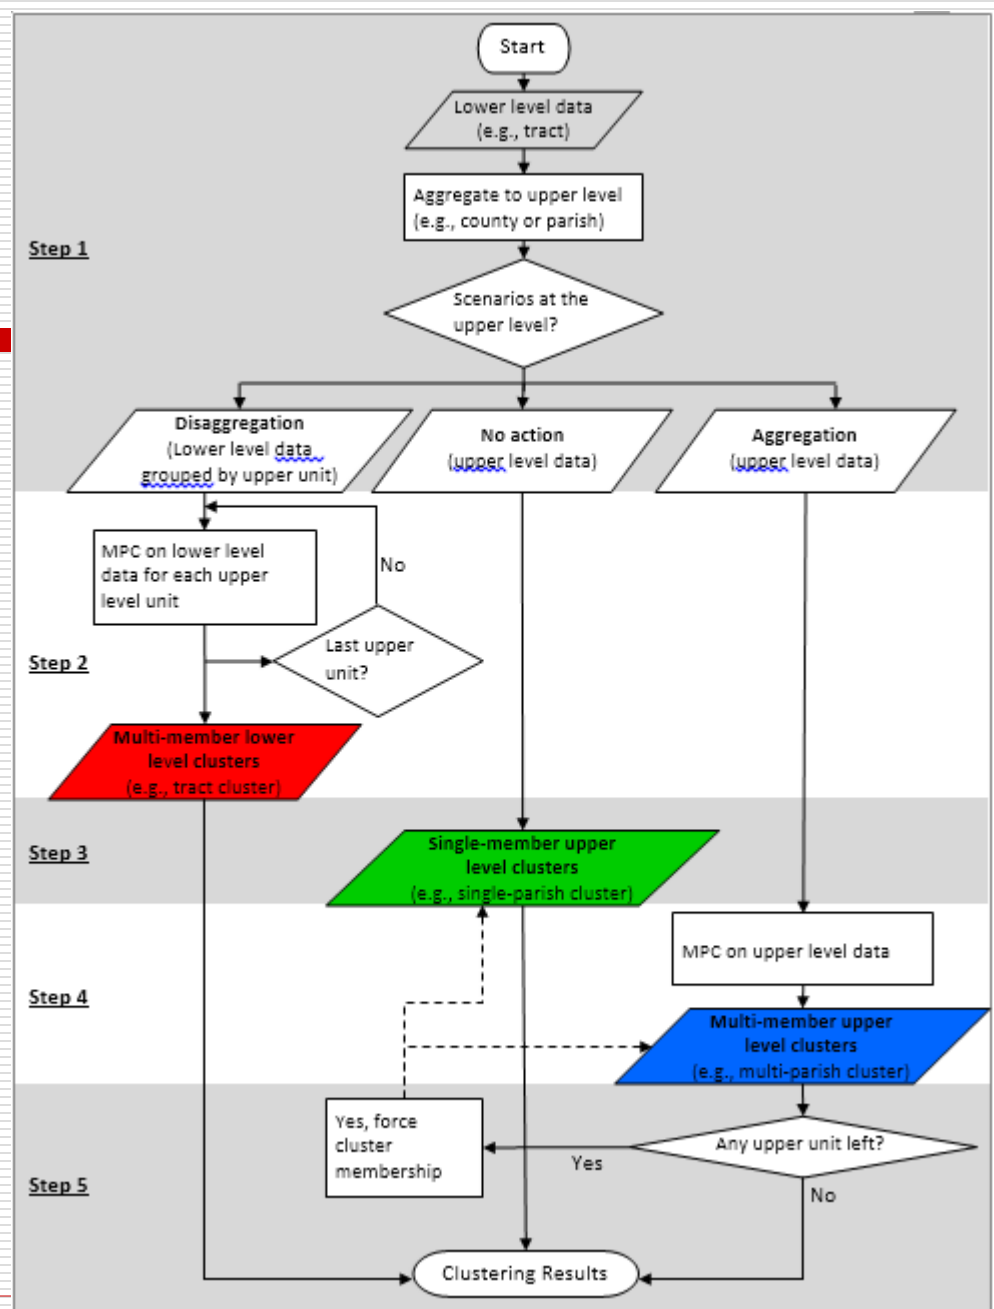 Start
Lower level data
(e.g., tract)
Aggregate to upper level
(e.g., county or parish)
Step 1
Scenarios at the
upper level?
Disaggregation
(Lower level data
grouped by upper unit)
No action
(upper level data)
Aggregation
(upper level data)
MPC on lower level
data for each upper
level unit
No
Last upper
unit?
Step 2
Multi-member lower
level clusters
(e.g., tract cluster)
Step 3
Single-member upper
level clusters
(e.g., single-parish cluster)
MPC on upper level data
Step 4
Multi-member upper
level clusters
(e.g., multi-parish cluster)
Yes, force
cluster
membership
Yes
Any upper unit left?
No
Step 5
Clustering Results